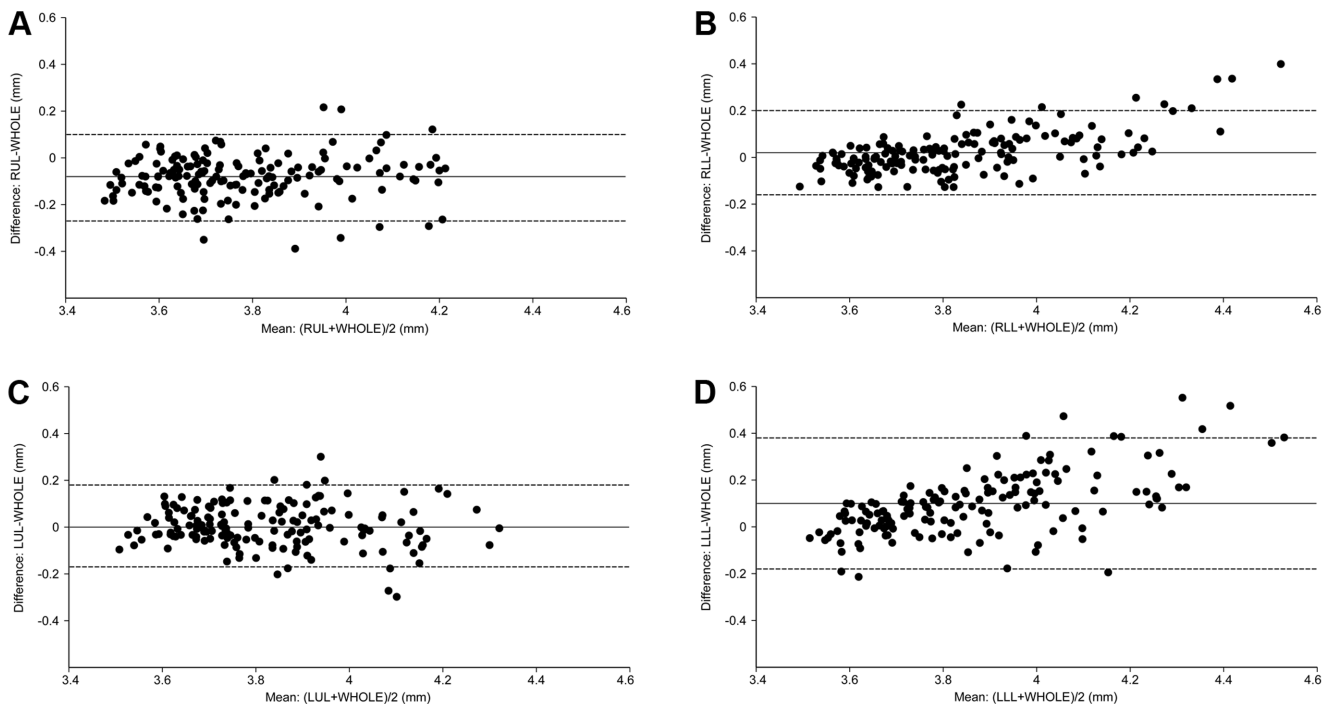 A
Difference: RUL-WHOLE (mm)
0.6
0.4
0.2
0
-0.2
-0.4
3.4 3.6 3.8 4 4.2 4.4 4.6
Mean: (RUL+WHOLE)/2 (mm)
B
Difference: RLL-WHOLE (mm)
0.6
0.4
0.2
0
-0.2
-0.4
3.4 3.6 3.8 4 4.2 4.4 4.6
Mean: (RLL+WHOLE)/2 (mm)
C
Difference: LUL-WHOLE (mm)
0.6
0.4
0.2
0
-0.2
-0.4
3.4 3.6 3.8 4 4.2 4.4 4.6
Mean: (LUL+WHOLE)/2 (mm)
D
Difference: LLL-WHOLE (mm)
0.6
0.4
0.2
0
-0.2
-0.4
3.4 3.6 3.8 4 4.2 4.4 4.6
Mean: (LLL+WHOLE)/2 (mm)